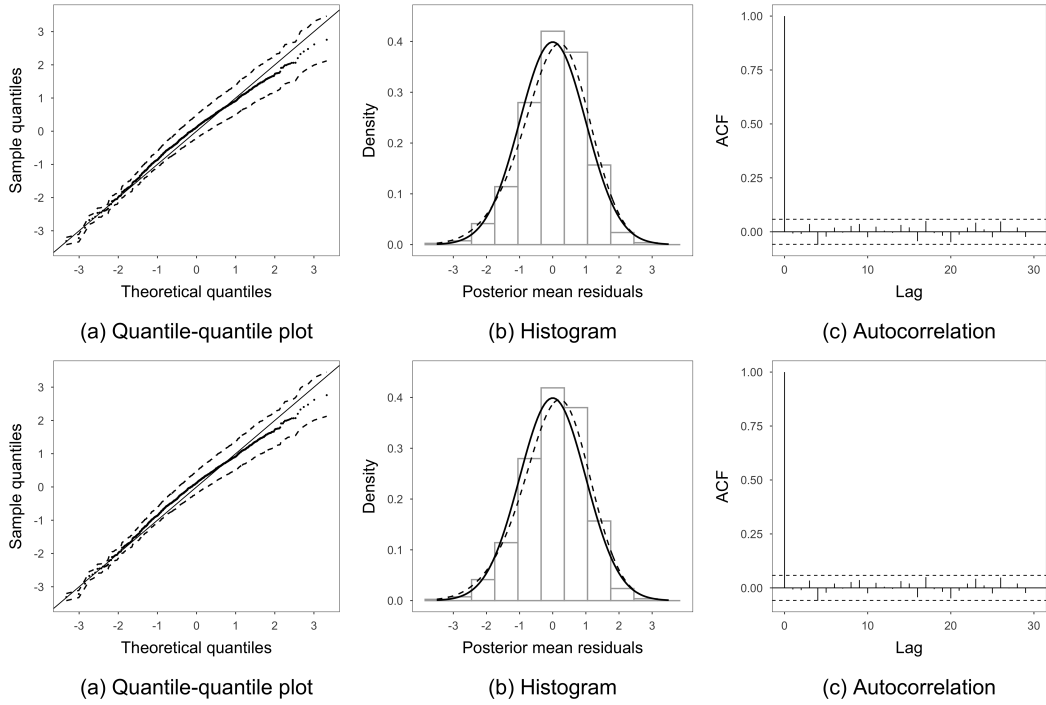 3
2
1
0
-1
-2
-3
Sample quantiles
-3 -2 -1 0 1 2 3
Theoretical quantiles
(a) Quantile-quantile plot
0.4
0.3
0.2
0.1
0.0
Density
-3 -2 -1 0 1 2 3
Posterior mean residuals
(b) Histogram
1.00
0.75
0.50
0.25
0.00
ACF
0 10 20 30
Lag
(c) Autocorrelation
3
2
1
0
-1
-2
-3
Sample quantiles
-3 -2 -1 0 1 2 3
Theoretical quantiles
(a) Quantile-quantile plot
0.4
0.3
0.2
0.1
0.0
Density
-3 -2 -1 0 1 2 3
Posterior mean residuals
(b) Histogram
1.00
0.75
0.50
0.25
0.00
ACF
0 10 20 30
Lag
(c) Autocorrelation